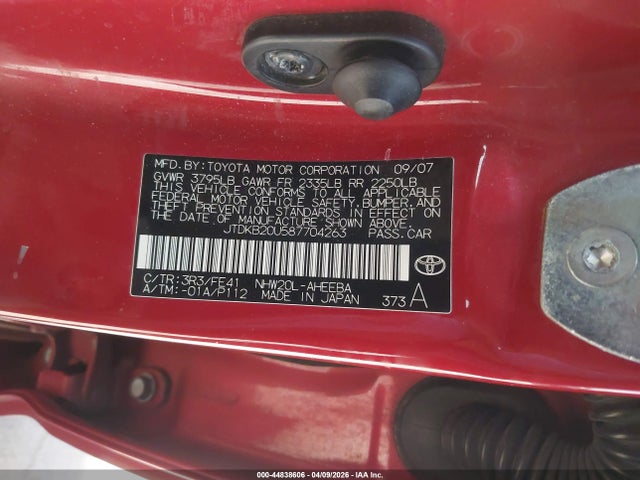 MFD.BY:TOYOTA MOTOR CORPORATION 09/07
GVWR 3795LB GAWR FR 2335LB RR 2250LB
THIS VEHICLE CONFORMS TO ALL APPLICABLE
FEDERAL MOTOR VEHICLE SAFETY,BUMPER,AND
THEFT PREVENTION STANDARDS IN EFFECT ON
THE DATE OF MANUFACTURE SHOWN ABOVE.
JTDKB20U587704263 PASS.CAR
C/TR:3R3/FE41 NHW20L-AHEEBA
A/TM:-01A/P112 MADE IN JAPAN 373 A
TOYOTA
000-44838606 - 04/09/2026 - IAA Inc.